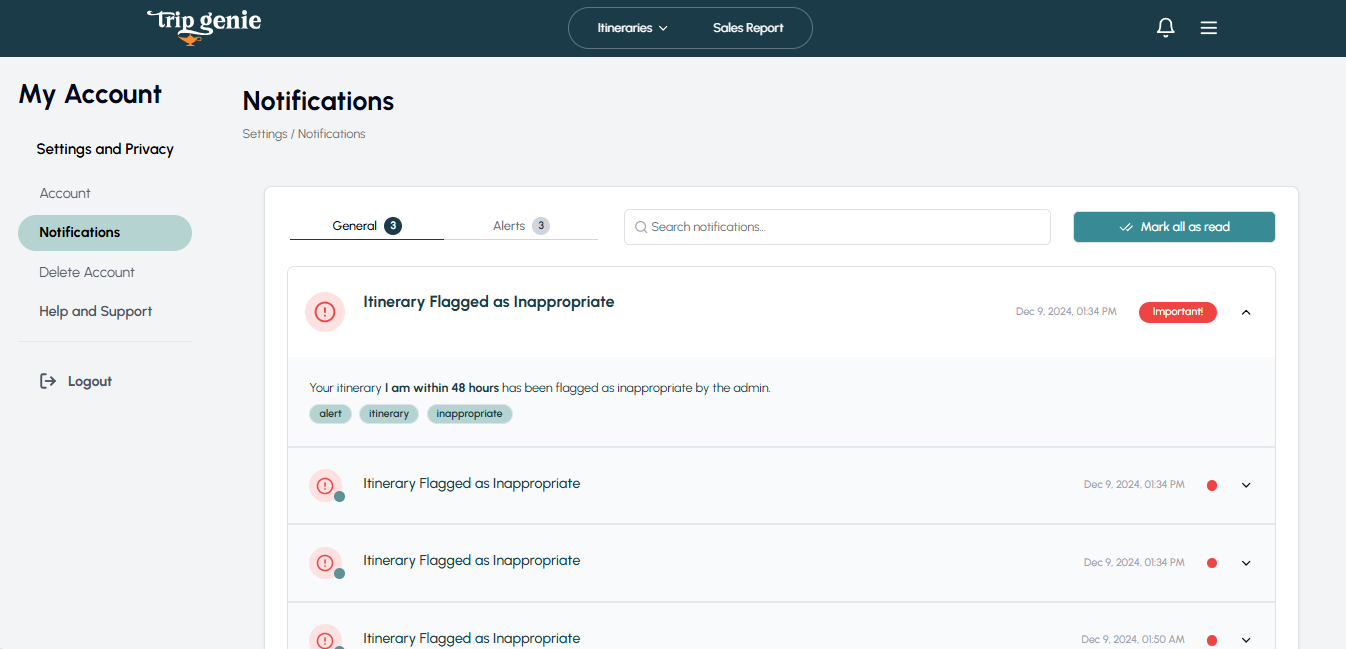 trip genie
Itineraries
Sales Report
My Account
Settings and Privacy
Account
Notifications
Delete Account
Help and Support
Logout
Notifications
Settings / Notifications
General 3
Alerts 3
Search notifications...
Mark all as read
Itinerary Flagged as Inappropriate
Dec 9, 2024, 01:34 PM
Important!
Your itinerary I am within 48 hours has been flagged as inappropriate by the admin.
alert itinerary inappropriate
Itinerary Flagged as Inappropriate
Dec 9, 2024, 01:34 PM
Itinerary Flagged as Inappropriate
Dec 9, 2024, 01:34 PM
Itinerary Flagged as Inappropriate
Dec 9, 2024, 01:50 AM